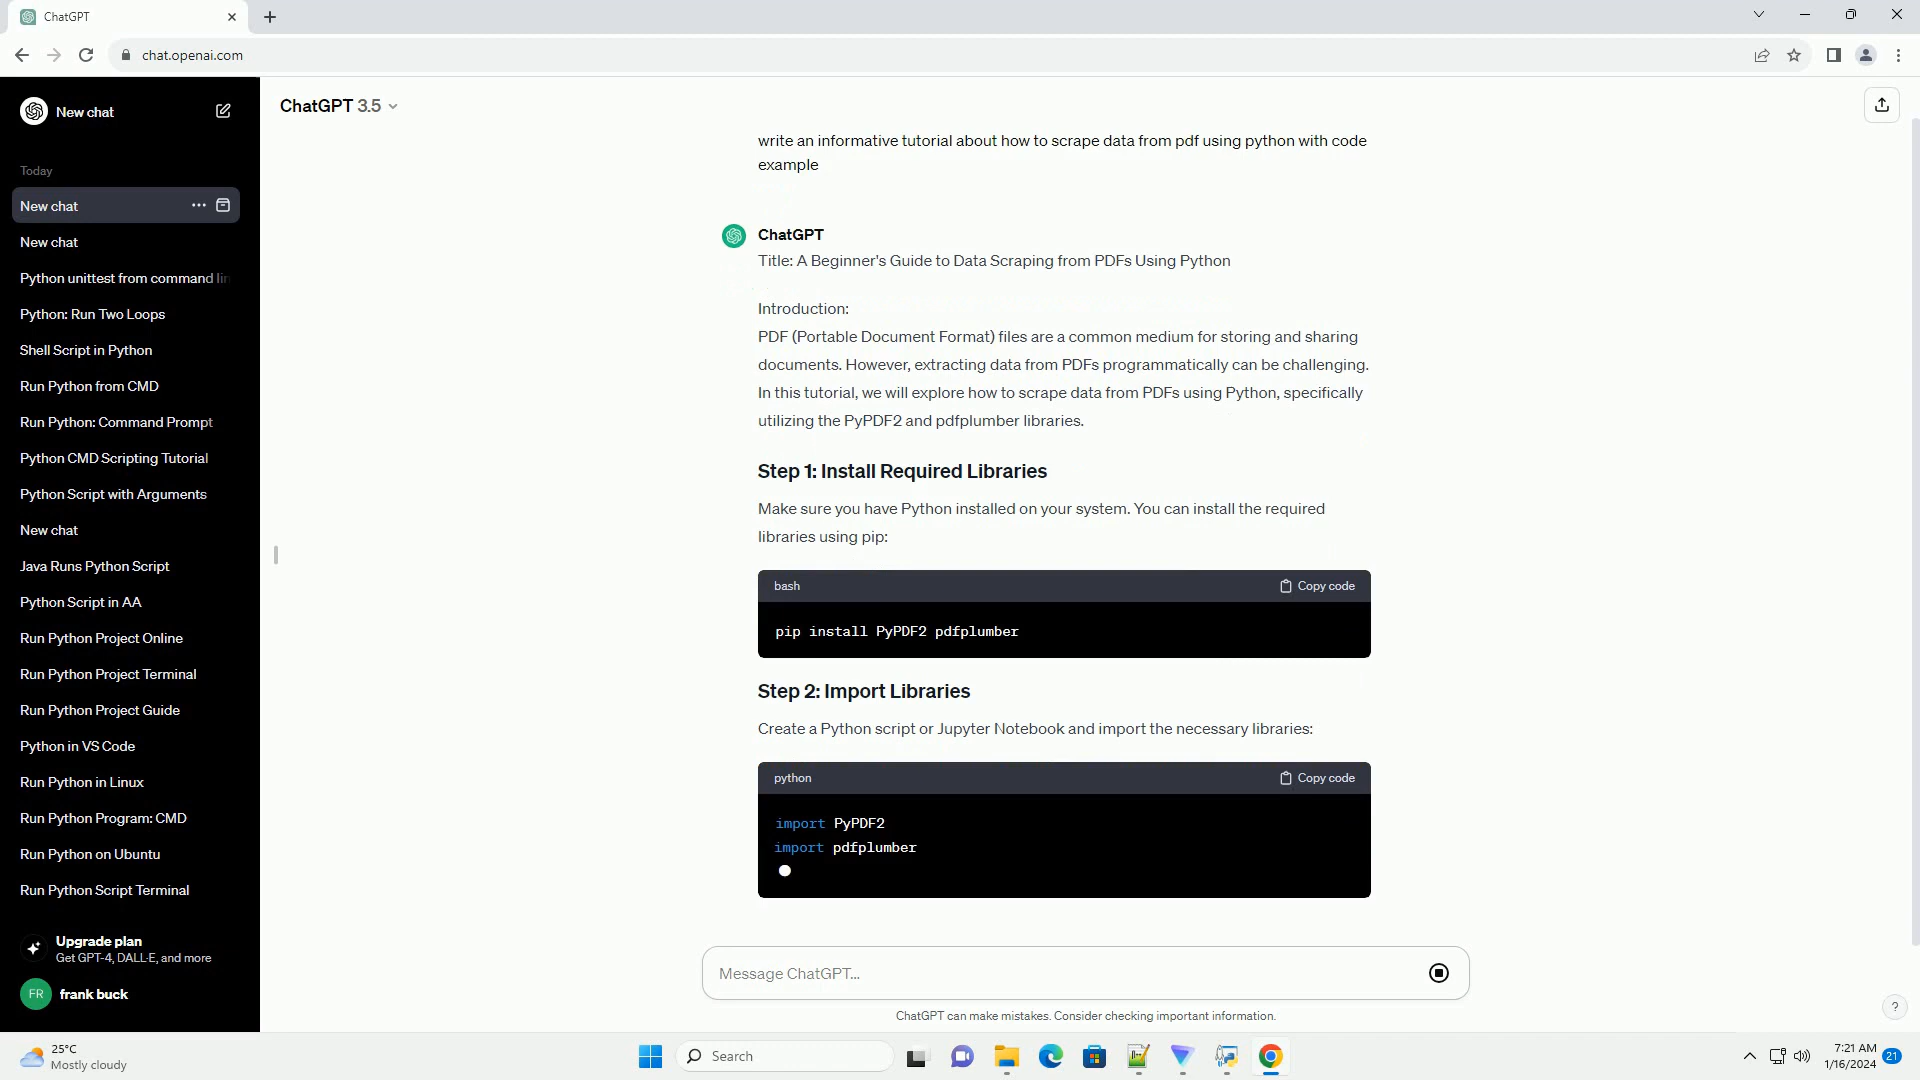 ChatGPT
chat.openai.com
New chat
Today
New chat
New chat
Python unittest from command lin
Python: Run Two Loops
Shell Script in Python
Run Python from CMD
Run Python: Command Prompt
Python CMD Scripting Tutorial
Python Script with Arguments
New chat
Java Runs Python Script
Python Script in AA
Run Python Project Online
Run Python Project Terminal
Run Python Project Guide
Python in VS Code
Run Python in Linux
Run Python Program: CMD
Run Python on Ubuntu
Run Python Script Terminal
Upgrade plan
Get GPT-4, DALL·E, and more
FR frank buck
ChatGPT 3.5
write an informative tutorial about how to scrape data from pdf using python with code
example
ChatGPT
Title: A Beginner's Guide to Data Scraping from PDFs Using Python
Introduction:
PDF (Portable Document Format) files are a common medium for storing and sharing
documents. However, extracting data from PDFs programmatically can be challenging.
In this tutorial, we will explore how to scrape data from PDFs using Python, specifically
utilizing the PyPDF2 and pdfplumber libraries.
Step 1: Install Required Libraries
Make sure you have Python installed on your system. You can install the required
libraries using pip:
bash Copy code
pip install PyPDF2 pdfplumber
Step 2: Import Libraries
Create a Python script or Jupyter Notebook and import the necessary libraries:
python Copy code
import PyPDF2
import pdfplumber
Message ChatGPT...
ChatGPT can make mistakes. Consider checking important information.
?
25°C
Mostly cloudy
Search
7:21 AM
1/16/2024
21